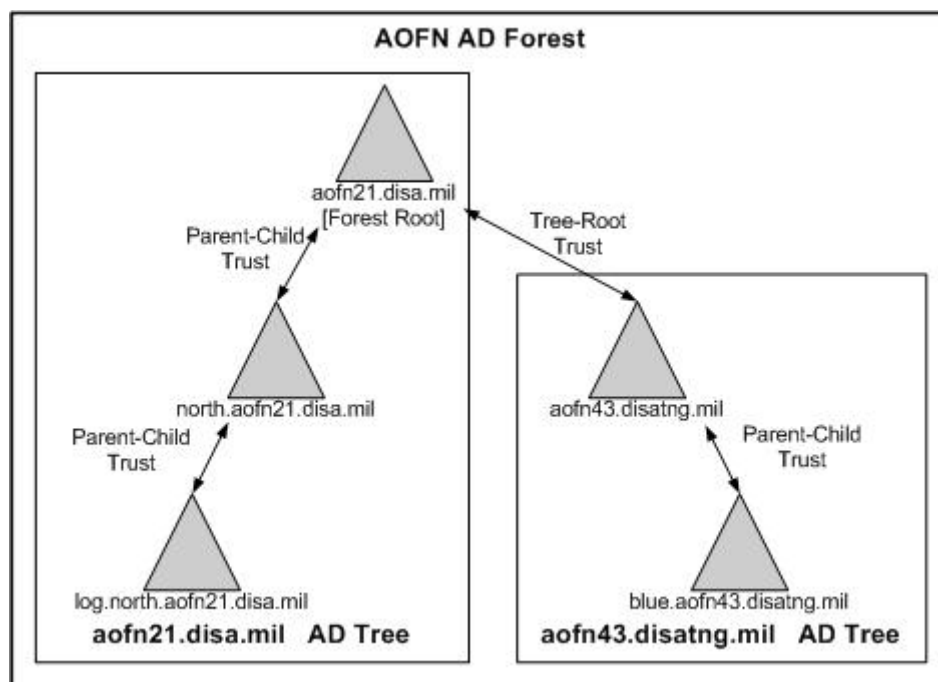 AOFN AD Forest
aofn21.disa.mil
[Forest Root]
Parent-Child
Trust
Tree-Root
Trust
north.aofn21.disa.mil
aofn43.disatng.mil
Parent-Child
Trust
Parent-Child
Trust
log.north.aofn21.disa.mil
blue.aofn43.disatng.mil
aofn21.disa.mil AD Tree
aofn43.disatng.mil AD Tree